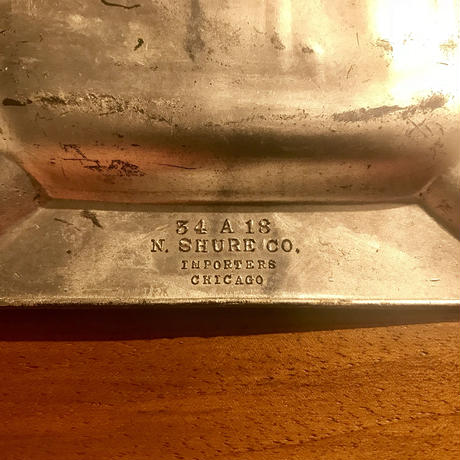 34 A 18
N. SHURE CO.
IMPORTERS
CHICAGO